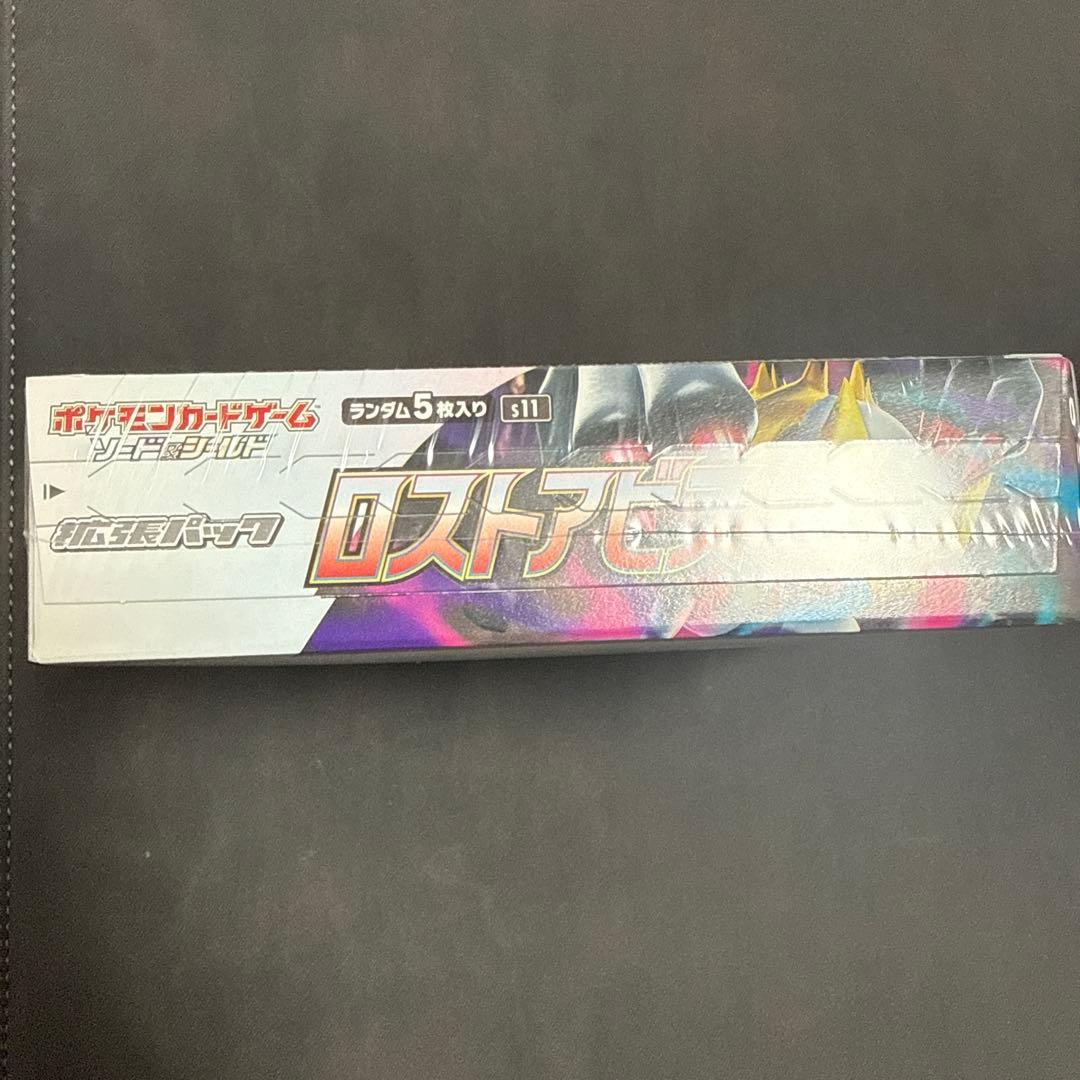 ポケモンカードゲーム
ソード&シールド
ランダム5枚入り
s11
拡張パック
ロストアビ